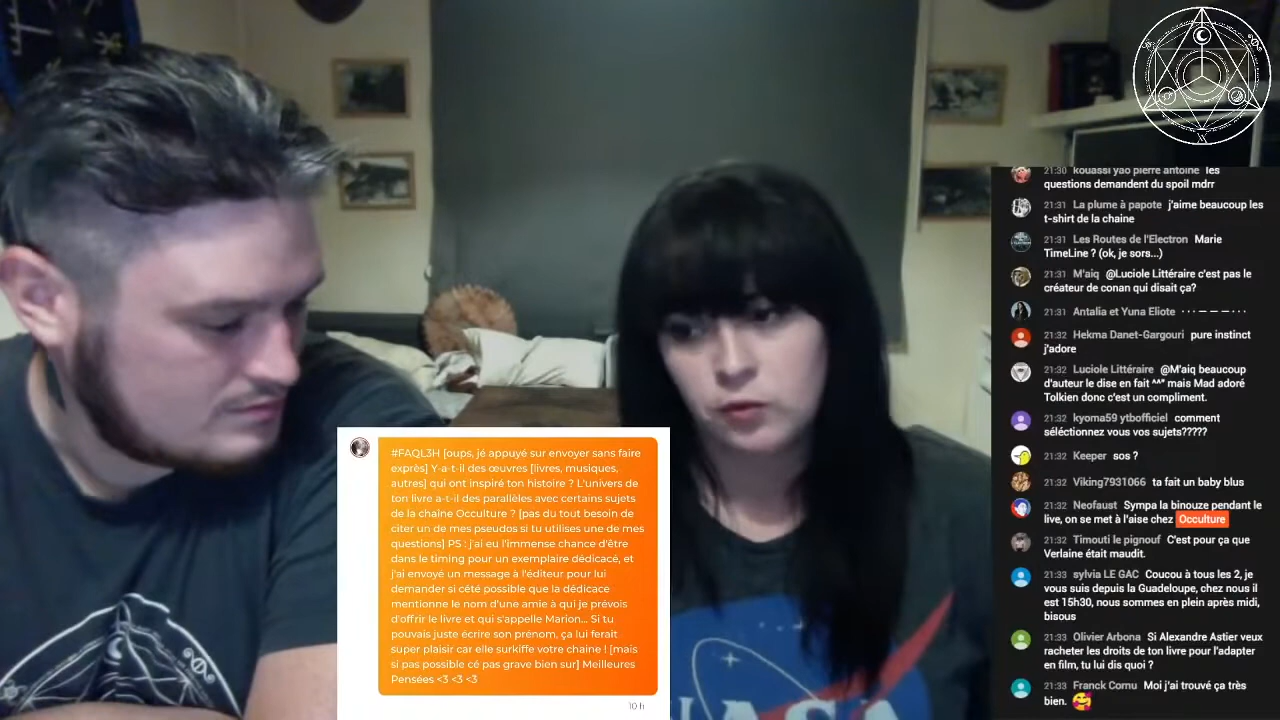 #FAQL3H [oups, jé appuyé sur envoyer sans faire
exprès] Y-a-t-il des œuvres [livres, musiques,
autres] qui ont inspiré ton histoire ? L'univers de
ton livre a-t-il des parallèles avec certains sujets
de la chaîne Occulture ? [pas du tout besoin de
citer un de mes pseudos si tu utilises une de mes
questions] PS : j'ai eu l'immense chance d'être
dans le timing pour un exemplaire dédicacé, et
j'ai envoyé un message à l'éditeur pour lui
demander si cété possible que la dédicace
mentionne le nom d'une amie à qui je prévois
d'offrir le livre et qui s'appelle Marion... Si tu
pouvais juste écrire son prénom, ça lui ferait
super plaisir car elle surkiffe votre chaine ! [mais
si pas possible cé pas grave bien sur] Meilleures
Pensées <3 <3 <3
10 h
NASA
21:30 kouassi yao pierre antoine les
questions demandent du spoil mdrr
21:31 La plume à papote j'aime beaucoup les
t-shirt de la chaine
21:31 Les Routes de l'Electron Marie
TimeLine ? (ok, je sors...)
21:31 M'aiq @Luciole Littéraire c'est pas le
créateur de conan qui disait ça?
21:31 Antalia et Yuna Eliote · · · – – – · · ·
21:32 Hekma Danet-Gargouri pure instinct
j'adore
21:32 Luciole Littéraire @M'aiq beaucoup
d'auteur le dise en fait ^^" mais Mad adoré
Tolkien donc c'est un compliment.
21:32 kyoma59 ytbofficiel comment
séléctionnez vous vos sujets?????
21:32 Keeper sos ?
21:32 Viking7931066 ta fait un baby blus
21:32 Neofaust Sympa la binouze pendant le
live, on se met à l'aise chez Occulture
21:32 Timouti le pignouf C'est pour ça que
Verlaine était maudit.
21:33 sylvia LE GAC Coucou à tous les 2, je
vous suis depuis la Guadeloupe, chez nous il
est 15h30, nous sommes en plein après midi,
bisous
21:33 Olivier Arbona Si Alexandre Astier veux
racheter les droits de ton livre pour l'adapter
en film, tu lui dis quoi ?
21:33 Franck Cornu Moi j'ai trouvé ça très
bien. 🥰